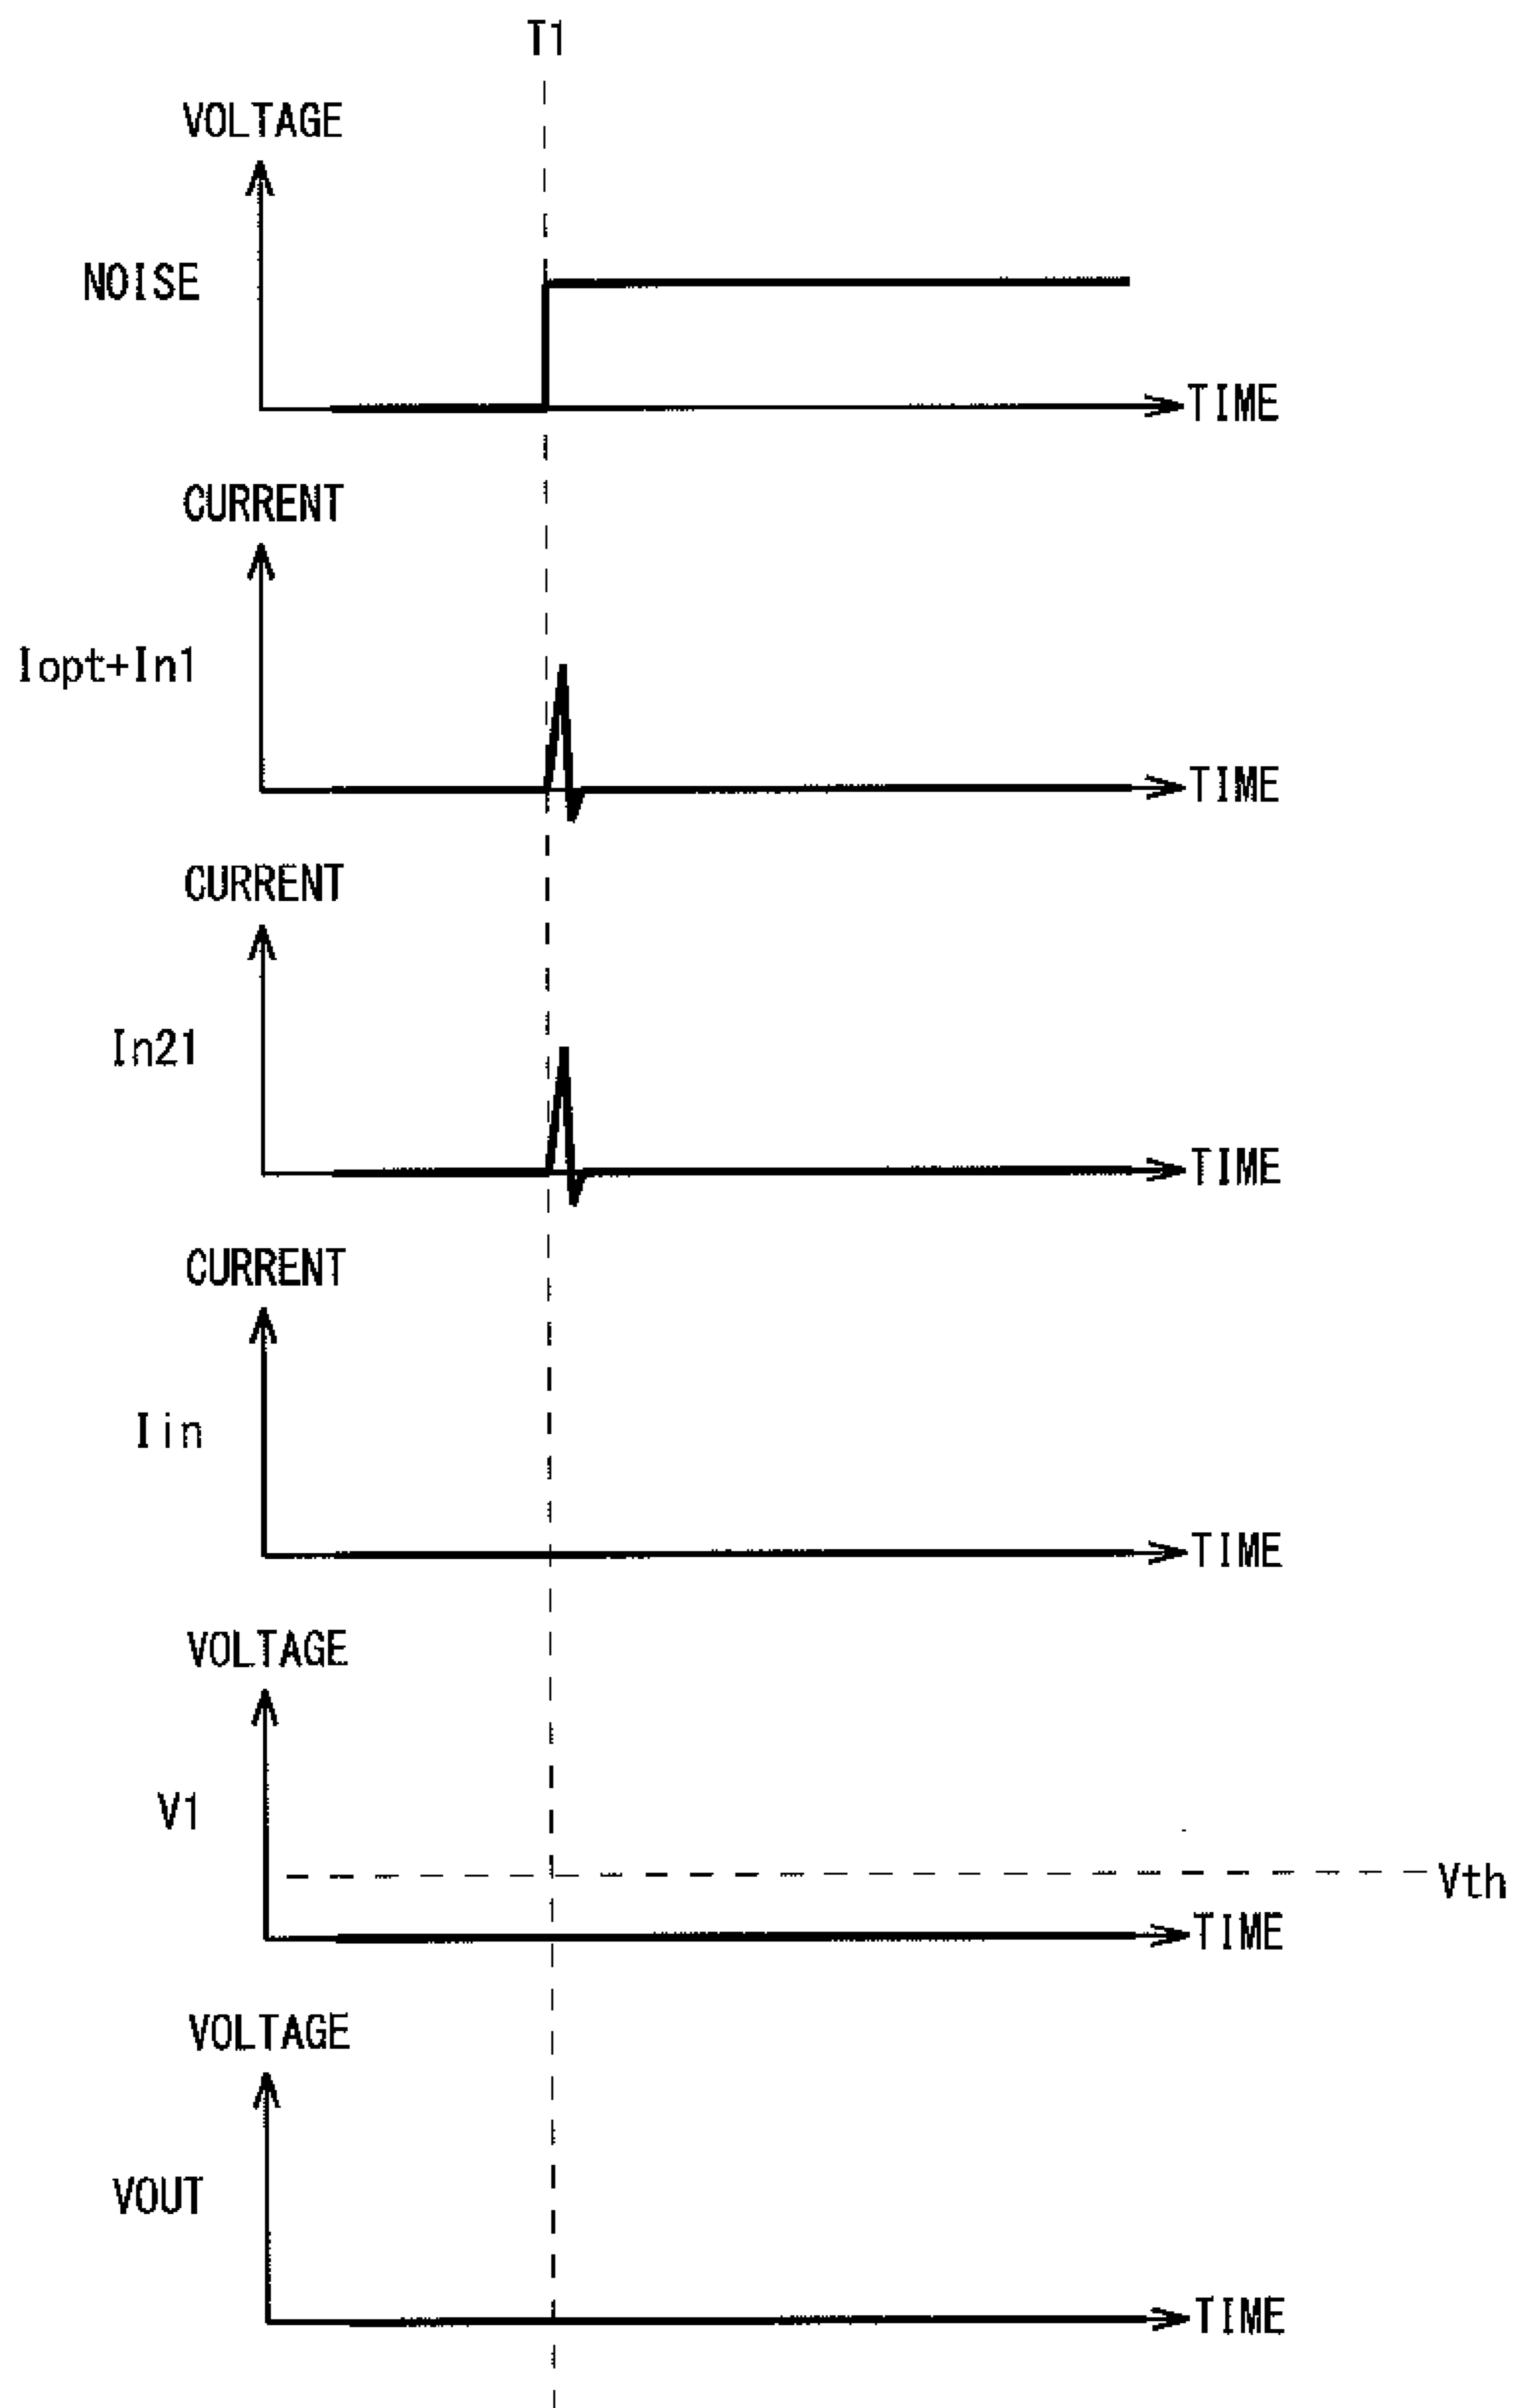 T1
VOLTAGE
NOISE
TIME
CURRENT
Iopt+In1
TIME
CURRENT
In21
TIME
CURRENT
Iin
TIME
VOLTAGE
V1
Vth
TIME
VOLTAGE
VOUT
TIME